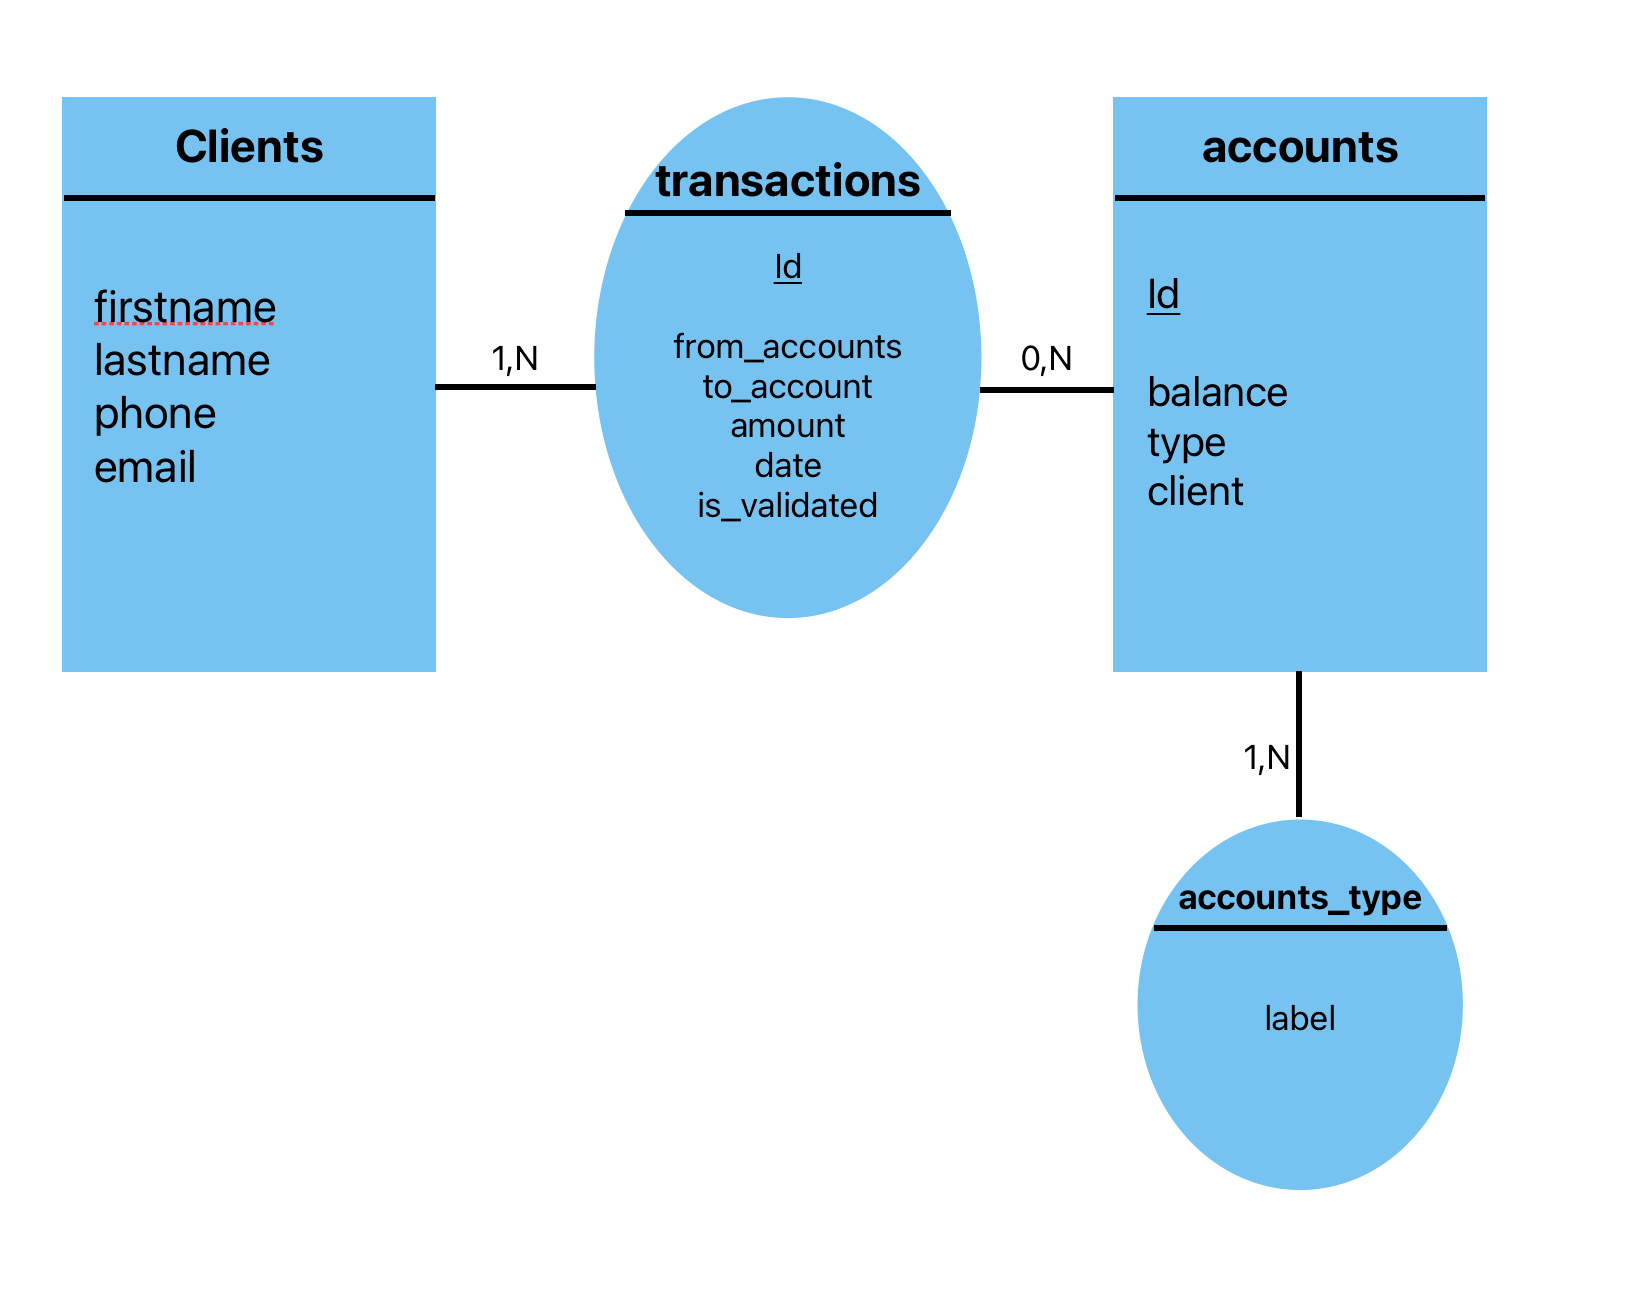 Clients
firstname
lastname
phone
email
1,N
transactions
Id
from_accounts
to_account
amount
date
is_validated
0,N
accounts
Id
balance
type
client
1,N
accounts_type
label